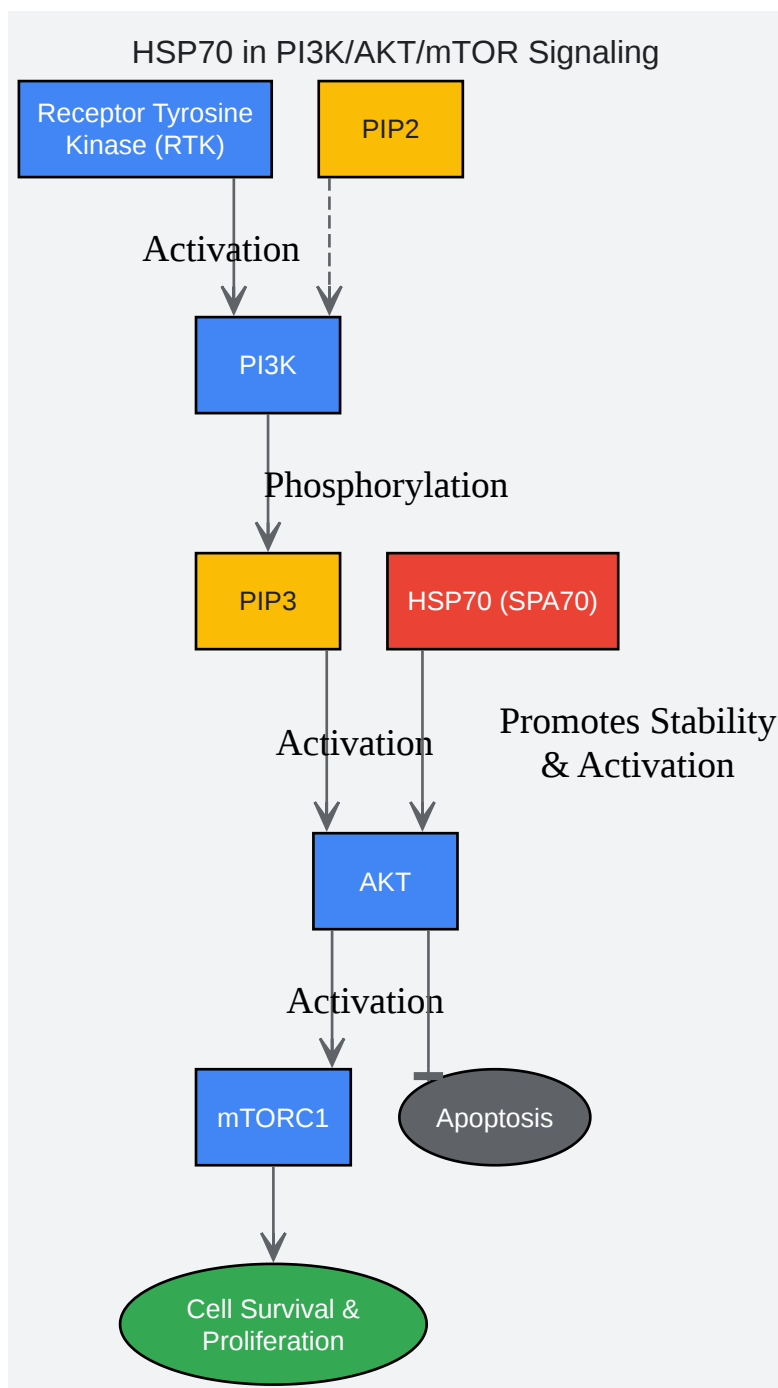 HSP70 in PI3K/AKT/mTOR Signaling
Receptor Tyrosine
Kinase (RTK)
PIP2
Activation
PI3K
Phosphorylation
PIP3
HSP70 (SPA70)
Activation
Promotes Stability
& Activation
AKT
Activation
mTORC1
Apoptosis
Cell Survival &
Proliferation